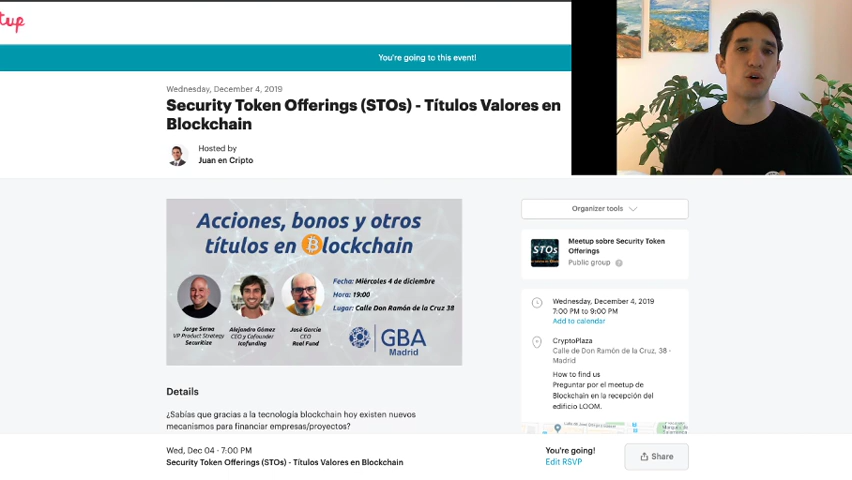 You're going to this event!
Wednesday, December 4, 2019
Security Token Offerings (STOs) - Títulos Valores en
Blockchain
Hosted by
Juan en Cripto
Acciones, bonos y otros
títulos en Blockchain
Fecha: Miércoles 4 de diciembre
Hora: 19:00
Lugar: Calle Don Ramón de la Cruz 38
Jorge Serna
VP Product Strategy
Securitize
Alejandro Gómez
CEO y Cofounder
Icofunding
José García
CEO
Real Fund
GBA
Madrid
Details
¿Sabías que gracias a la tecnología blockchain hoy existen nuevos
mecanismos para financiar empresas/proyectos?
Organizer tools
STOs
Meetup sobre Security Token
Offerings
Public group
Wednesday, December 4, 2019
7:00 PM to 9:00 PM
Add to calendar
CryptoPlaza
Calle de Don Ramón de la Cruz, 38 -
Madrid
How to find us
Preguntar por el meetup de
Blockchain en la recepción del
edificio LOOM.
Wed, Dec 04 · 7:00 PM
Security Token Offerings (STOs) - Títulos Valores en Blockchain
You're going!
Edit RSVP
Share